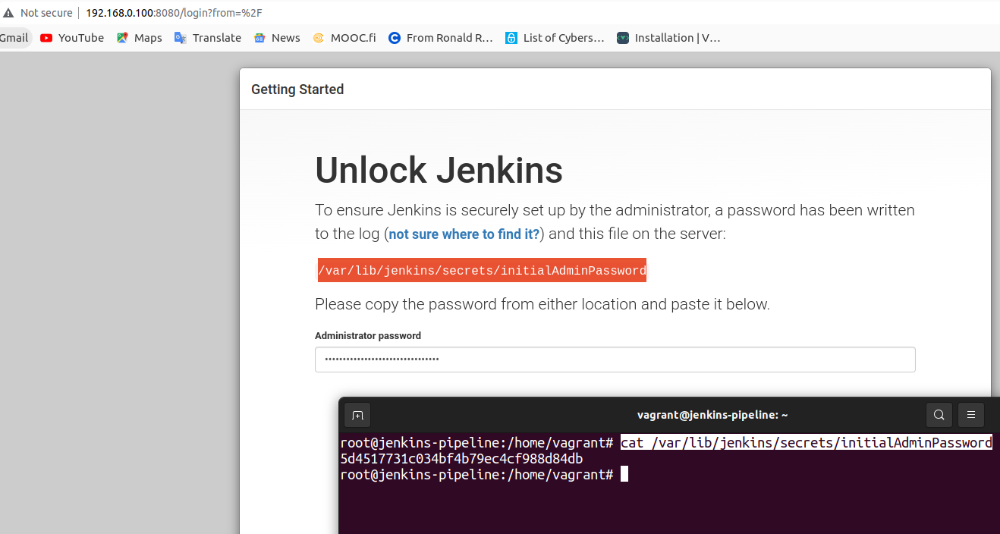 Not secure 192.168.0.100:8080/login?from=%2F
Gmail YouTube Maps Translate News MOOC.fi From Ronald R... List of Cybers... Installation | V...
Getting Started
Unlock Jenkins
To ensure Jenkins is securely set up by the administrator, a password has been written
to the log (not sure where to find it?) and this file on the server:
/var/lib/jenkins/secrets/initialAdminPassword
Please copy the password from either location and paste it below.
Administrator password
••••••••••••••••••••••••••••••••
vagrant@jenkins-pipeline: ~
root@jenkins-pipeline:/home/vagrant# cat /var/lib/jenkins/secrets/initialAdminPassword
5d4517731c034bf4b79ec4cf988d84db
root@jenkins-pipeline:/home/vagrant#